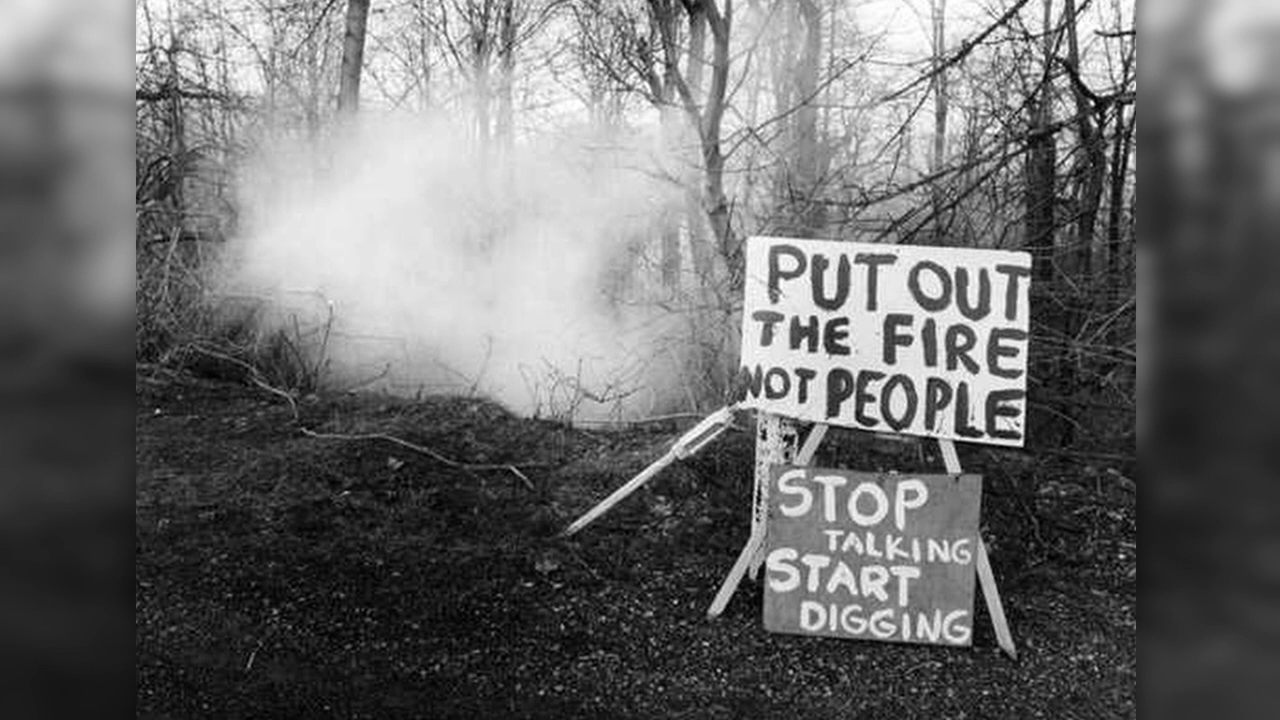 PUT OUT
THE FIRE
NOT PEOPLE
STOP
TALKING
START
DIGGING